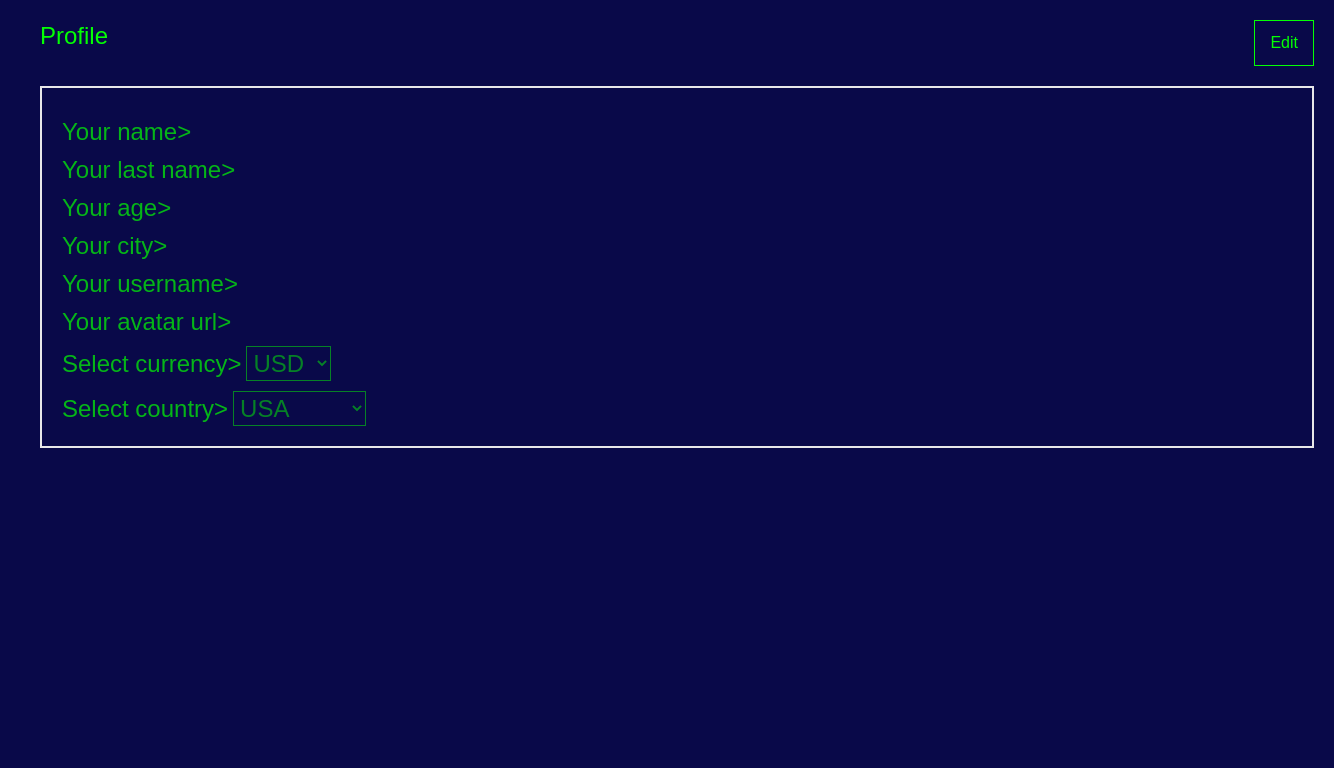 Profile
Edit
Your name>
Your last name>
Your age>
Your city>
Your username>
Your avatar url>
Select currency> USD
Select country> USA